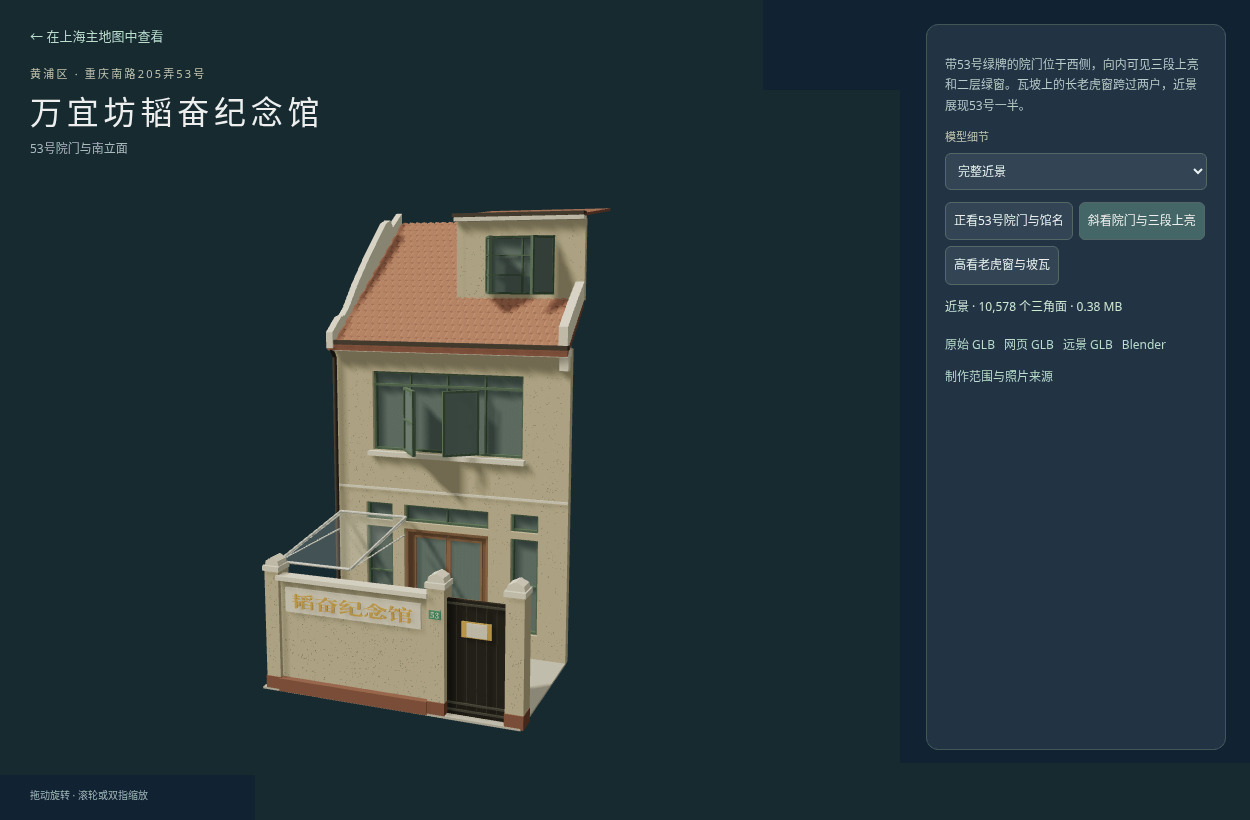 ← 在上海主地图中查看
黄浦区 · 重庆南路205弄53号
万宜坊韬奋纪念馆
53号院门与南立面
韬奋纪念馆
53
拖动旋转 · 滚轮或双指缩放
带53号绿牌的院门位于西侧，向内可见三段上亮
和二层绿窗。瓦坡上的长老虎窗跨过两户，近景
展现53号一半。
模型细节
完整近景
正看53号院门与馆名
斜看院门与三段上亮
高看老虎窗与坡瓦
近景 · 10,578 个三角面 · 0.38 MB
原始 GLB 网页 GLB 远景 GLB Blender
制作范围与照片来源